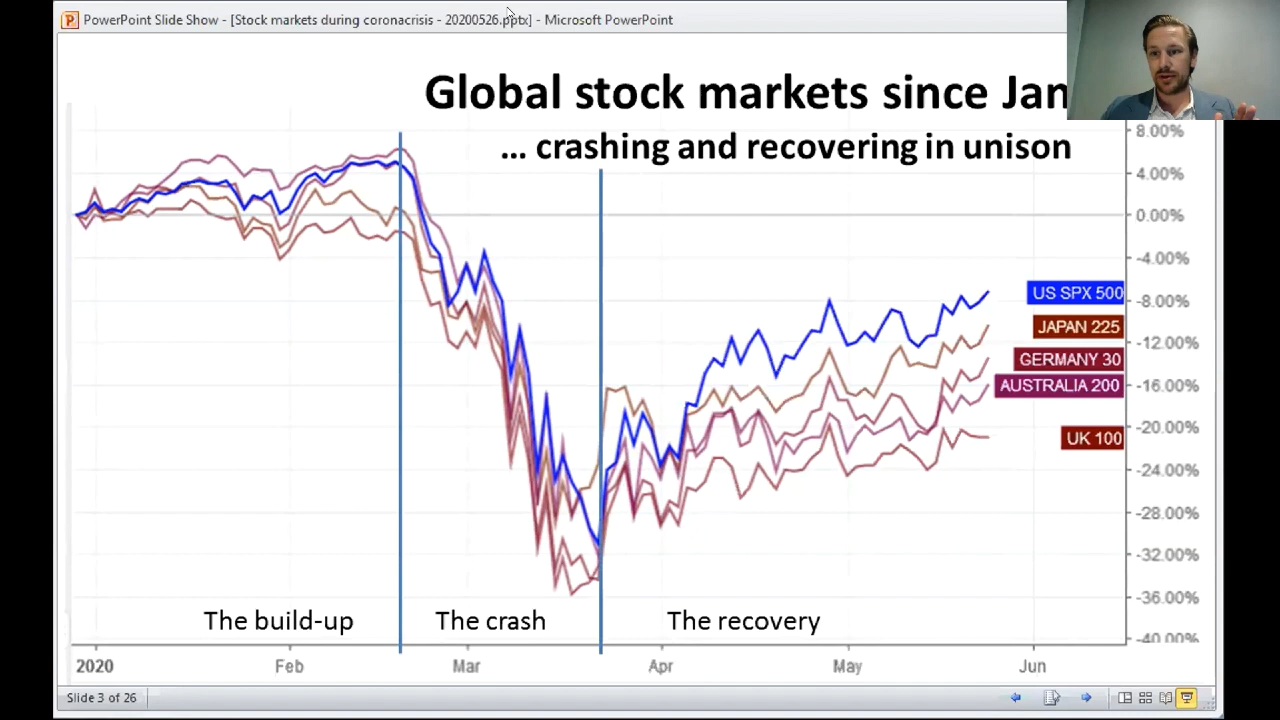 PowerPoint Slide Show - [Stock markets during coronacrisis - 20200526.pptx] - Microsoft PowerPoint
Global stock markets since Jan
... crashing and recovering in unison
8.00%
4.00%
0.00%
-4.00%
US SPX 500
-8.00%
JAPAN 225
-12.00%
GERMANY 30
AUSTRALIA 200
-16.00%
-20.00%
UK 100
-24.00%
-28.00%
-32.00%
-36.00%
The build-up
The crash
The recovery
-40.00%
2020
Feb
Mar
Apr
May
Jun
Slide 3 of 26